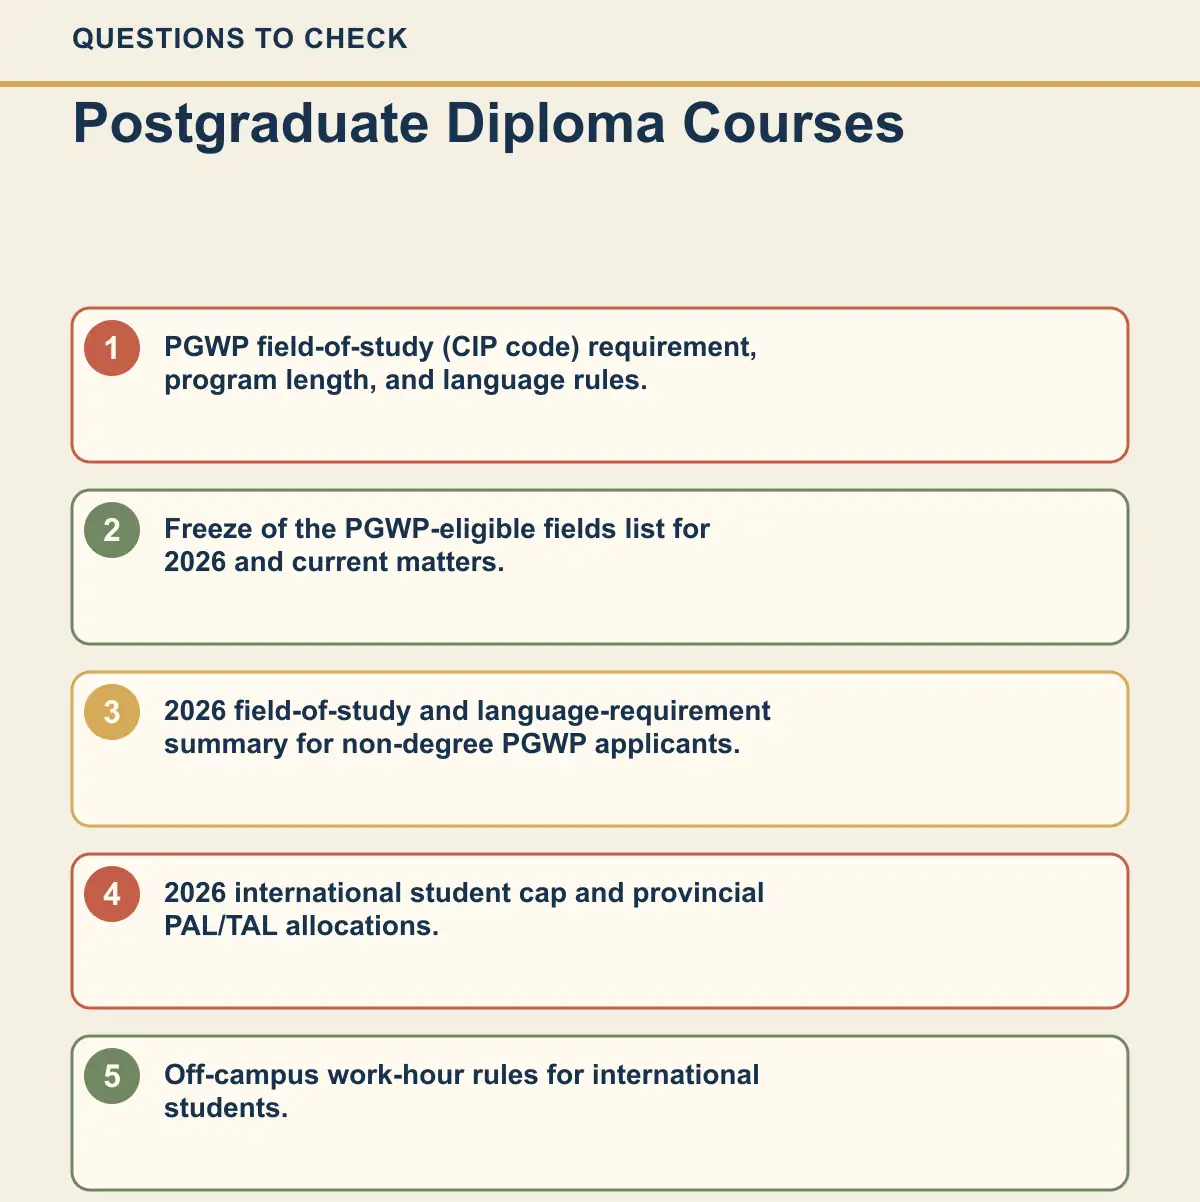 QUESTIONS TO CHECK
Postgraduate Diploma Courses
1
PGWP field-of-study (CIP code) requirement,
program length, and language rules.
2
Freeze of the PGWP-eligible fields list for
2026 and current matters.
3
2026 field-of-study and language-requirement
summary for non-degree PGWP applicants.
4
2026 international student cap and provincial
PAL/TAL allocations.
5
Off-campus work-hour rules for international
students.